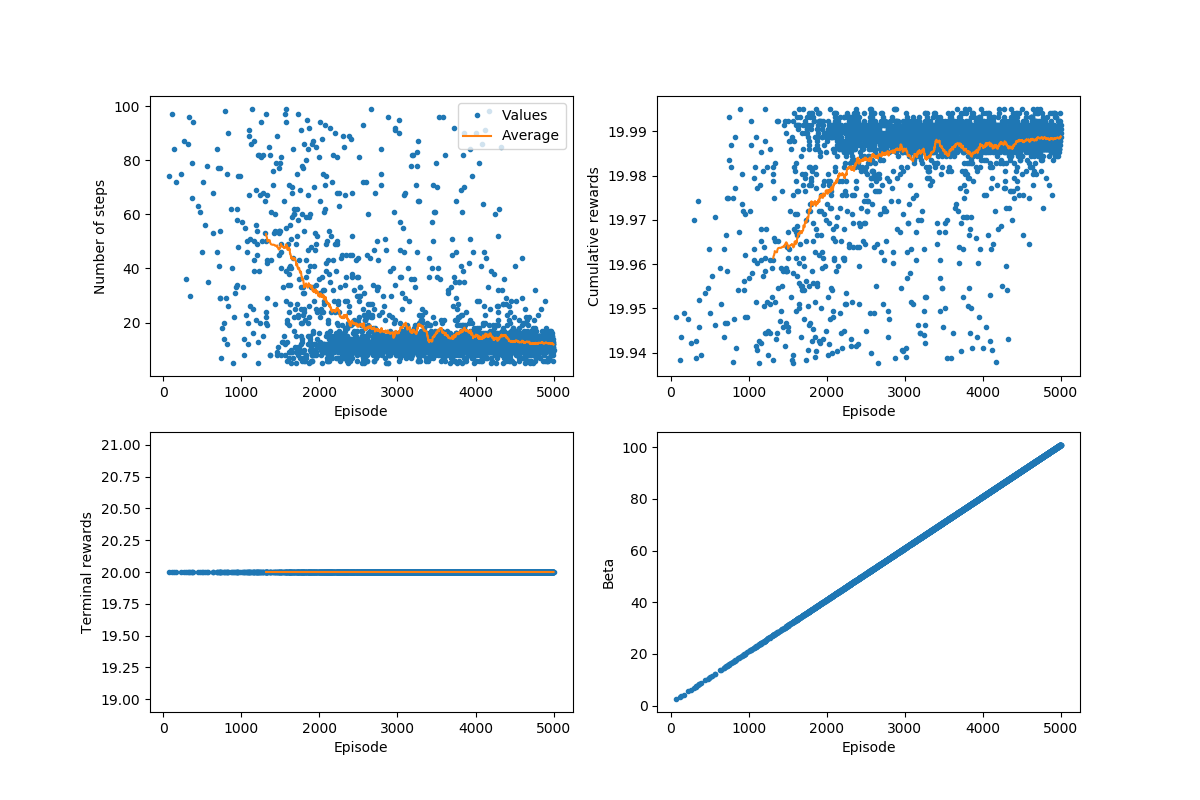 100
80
60
40
20
Number of steps
Values
Average
0 1000 2000 3000 4000 5000
Episode
19.99
19.98
19.97
19.96
19.95
19.94
Cumulative rewards
0 1000 2000 3000 4000 5000
Episode
21.00
20.75
20.50
20.25
20.00
19.75
19.50
19.25
19.00
Terminal rewards
0 1000 2000 3000 4000 5000
Episode
100
80
60
40
20
0
Beta
0 1000 2000 3000 4000 5000
Episode